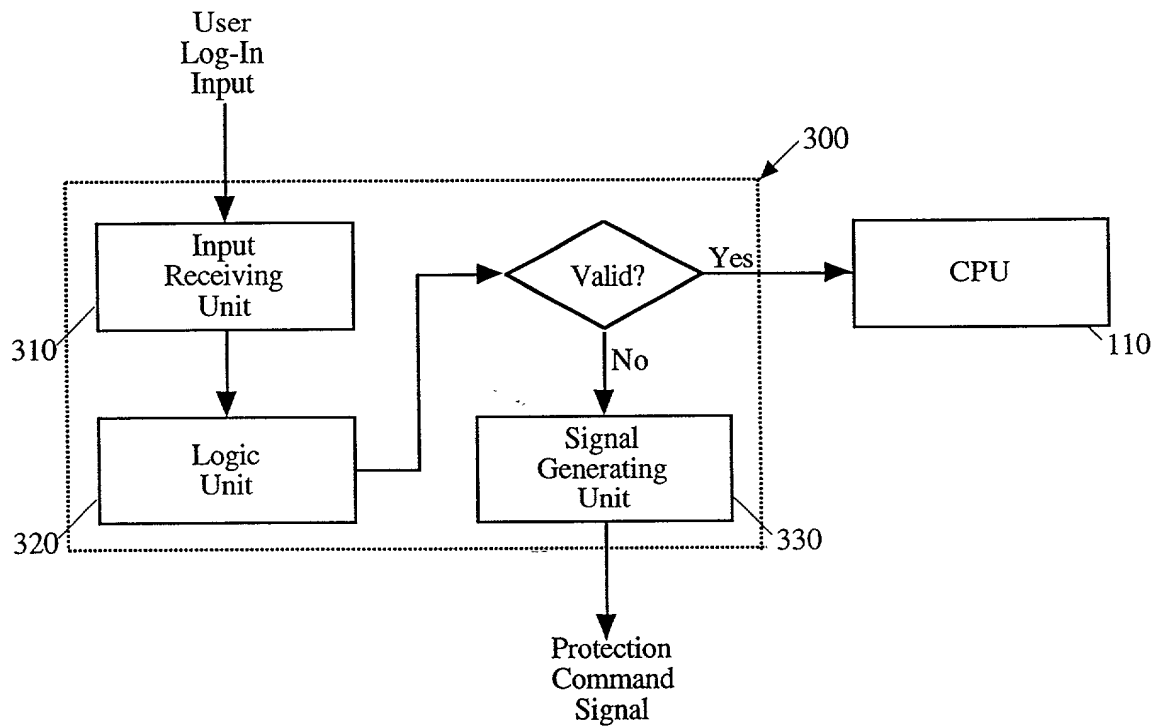 User
Log-In
Input
300
Input
Receiving
Unit
310
Valid?
Yes
CPU
110
No
Logic
Unit
320
Signal
Generating
Unit
330
Protection
Command
Signal